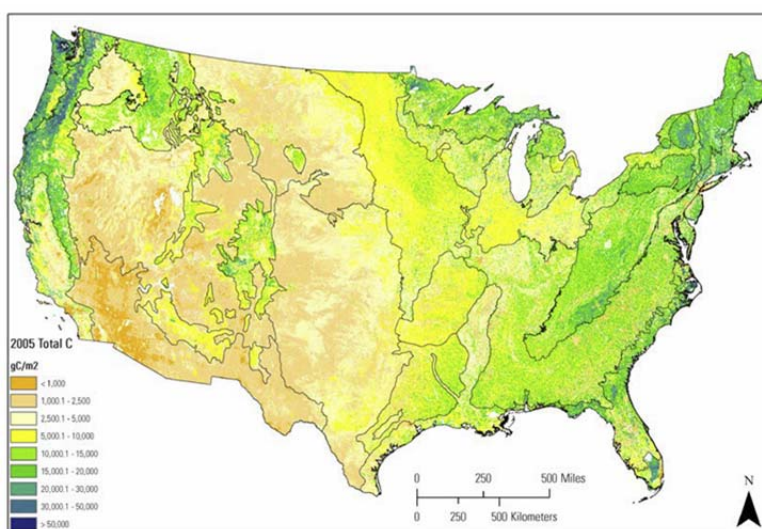 2005 Total C
gC/m2
< 1,000
1,000.1 - 2,500
2,500.1 - 5,000
5,000.1 - 10,000
10,000.1 - 15,000
15,000.1 - 20,000
20,000.1 - 30,000
30,000.1 - 50,000
> 50,000
0 250 500 Miles
0 250 500 Kilometers
N